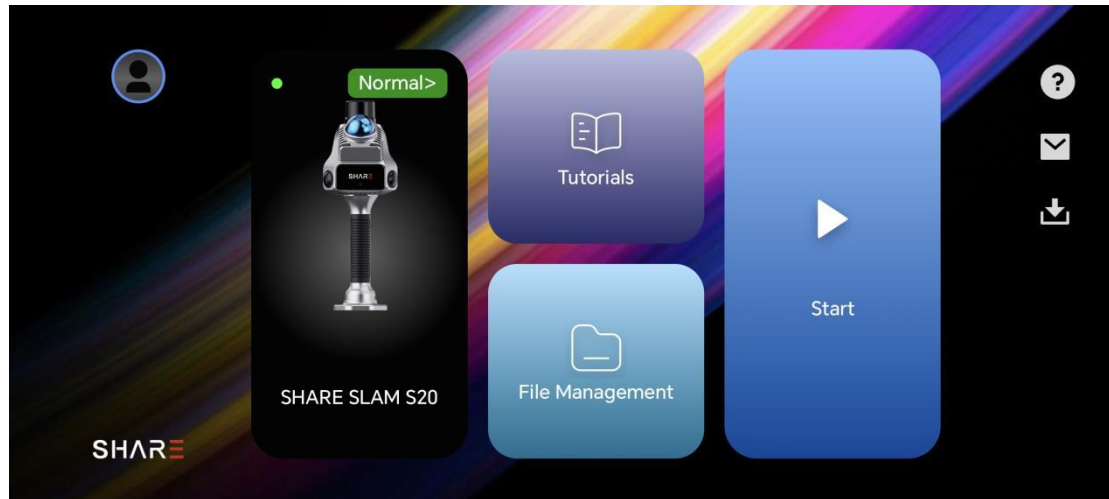 Normal>
SHARE
SHARE SLAM S20
Tutorials
File Management
Start
?
SHARE